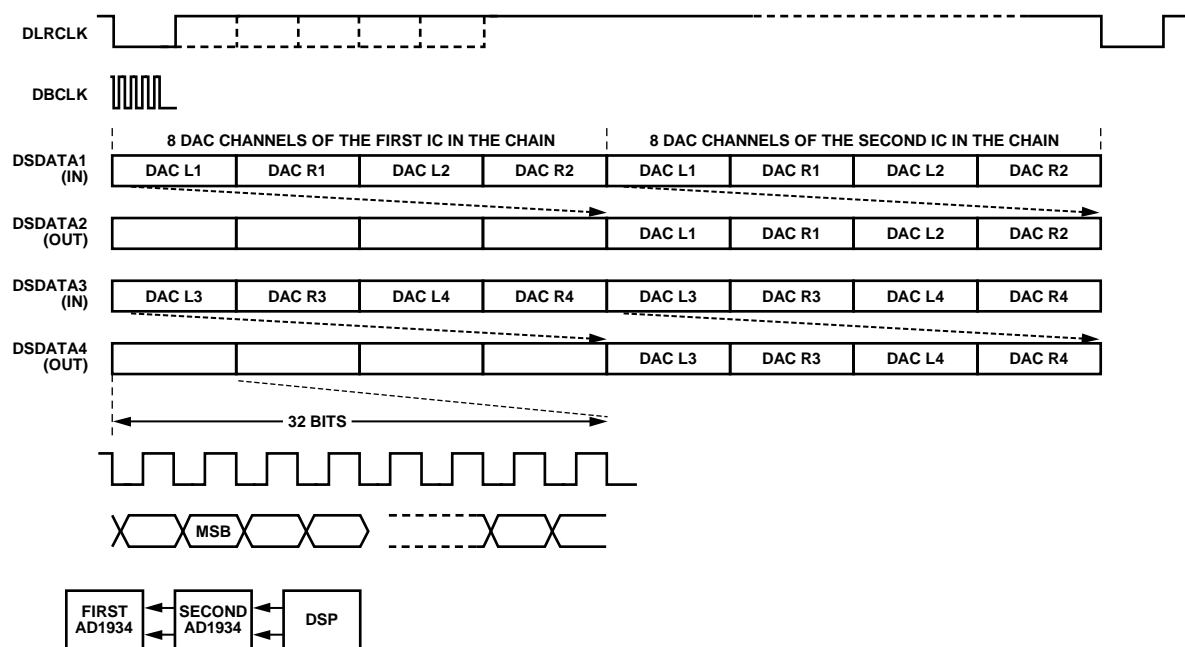 DLRCLK
DBCLK
8 DAC CHANNELS OF THE FIRST IC IN THE CHAIN 8 DAC CHANNELS OF THE SECOND IC IN THE CHAIN
DSDATA1
(IN)
DAC L1 DAC R1 DAC L2 DAC R2 DAC L1 DAC R1 DAC L2 DAC R2
DSDATA2
(OUT)
DAC L1 DAC R1 DAC L2 DAC R2
DSDATA3
(IN)
DAC L3 DAC R3 DAC L4 DAC R4 DAC L3 DAC R3 DAC L4 DAC R4
DSDATA4
(OUT)
DAC L3 DAC R3 DAC L4 DAC R4
32 BITS
MSB
FIRST
AD1934
SECOND
AD1934
DSP